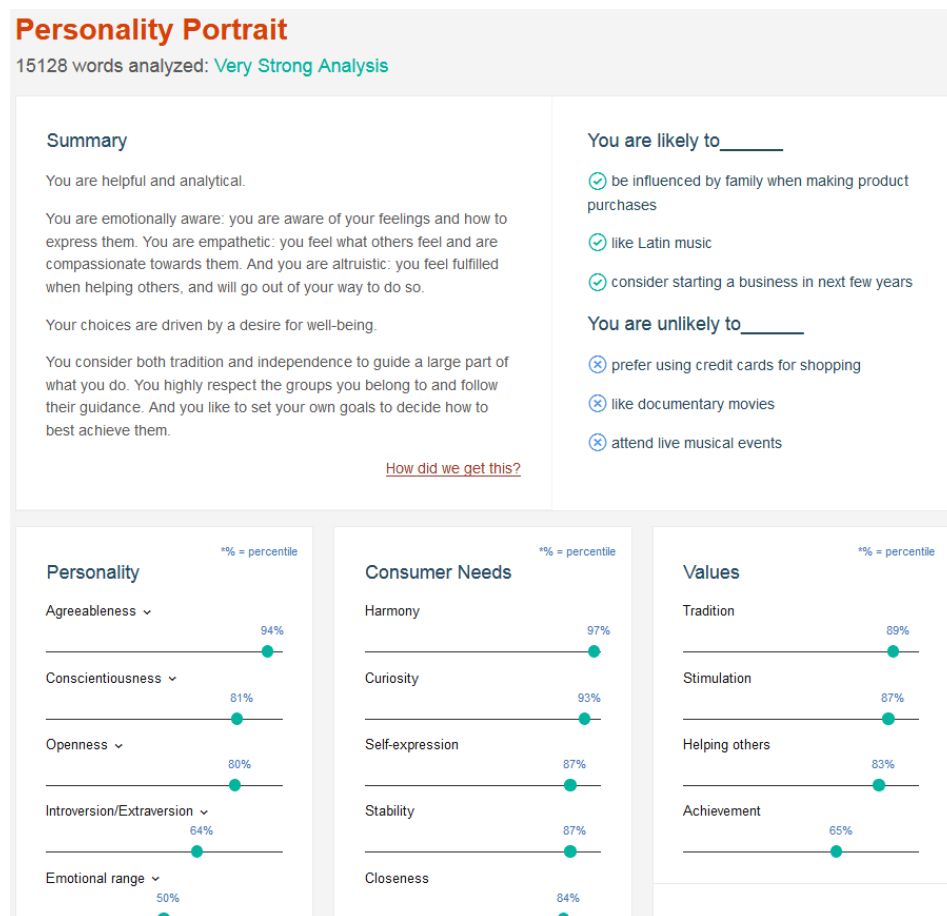 Personality Portrait
15128 words analyzed: Very Strong Analysis
Summary
You are helpful and analytical.
You are emotionally aware: you are aware of your feelings and how to
express them. You are empathetic: you feel what others feel and are
compassionate towards them. And you are altruistic: you feel fulfilled
when helping others, and will go out of your way to do so.
Your choices are driven by a desire for well-being.
You consider both tradition and independence to guide a large part of
what you do. You highly respect the groups you belong to and follow
their guidance. And you like to set your own goals to decide how to
best achieve them.
How did we get this?
You are likely to______
be influenced by family when making product
purchases
like Latin music
consider starting a business in next few years
You are unlikely to______
prefer using credit cards for shopping
like documentary movies
attend live musical events
*% = percentile
Personality
Agreeableness
94%
Conscientiousness
81%
Openness
80%
Introversion/Extraversion
64%
Emotional range
50%
*% = percentile
Consumer Needs
Harmony
97%
Curiosity
93%
Self-expression
87%
Stability
87%
Closeness
84%
*% = percentile
Values
Tradition
89%
Stimulation
87%
Helping others
83%
Achievement
65%